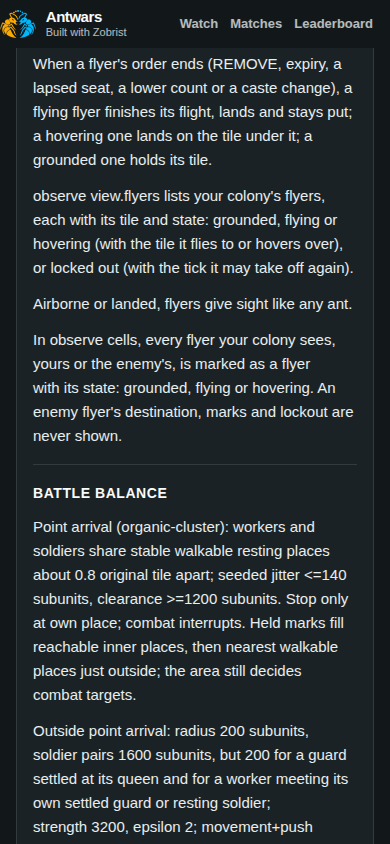 Antwars
Built with Zobrist
Watch Matches Leaderboard
When a flyer's order ends (REMOVE, expiry, a
lapsed seat, a lower count or a caste change), a
flying flyer finishes its flight, lands and stays put;
a hovering one lands on the tile under it; a
grounded one holds its tile.
observe view.flyers lists your colony's flyers,
each with its tile and state: grounded, flying or
hovering (with the tile it flies to or hovers over),
or locked out (with the tick it may take off again).
Airborne or landed, flyers give sight like any ant.
In observe cells, every flyer your colony sees,
yours or the enemy's, is marked as a flyer
with its state: grounded, flying or hovering. An
enemy flyer's destination, marks and lockout are
never shown.
BATTLE BALANCE
Point arrival (organic-cluster): workers and
soldiers share stable walkable resting places
about 0.8 original tile apart; seeded jitter <=140
subunits, clearance >=1200 subunits. Stop only
at own place; combat interrupts. Held marks fill
reachable inner places, then nearest walkable
places just outside; the area still decides
combat targets.
Outside point arrival: radius 200 subunits,
soldier pairs 1600 subunits, but 200 for a guard
settled at its queen and for a worker meeting its
own settled guard or resting soldier;
strength 3200, epsilon 2; movement+push